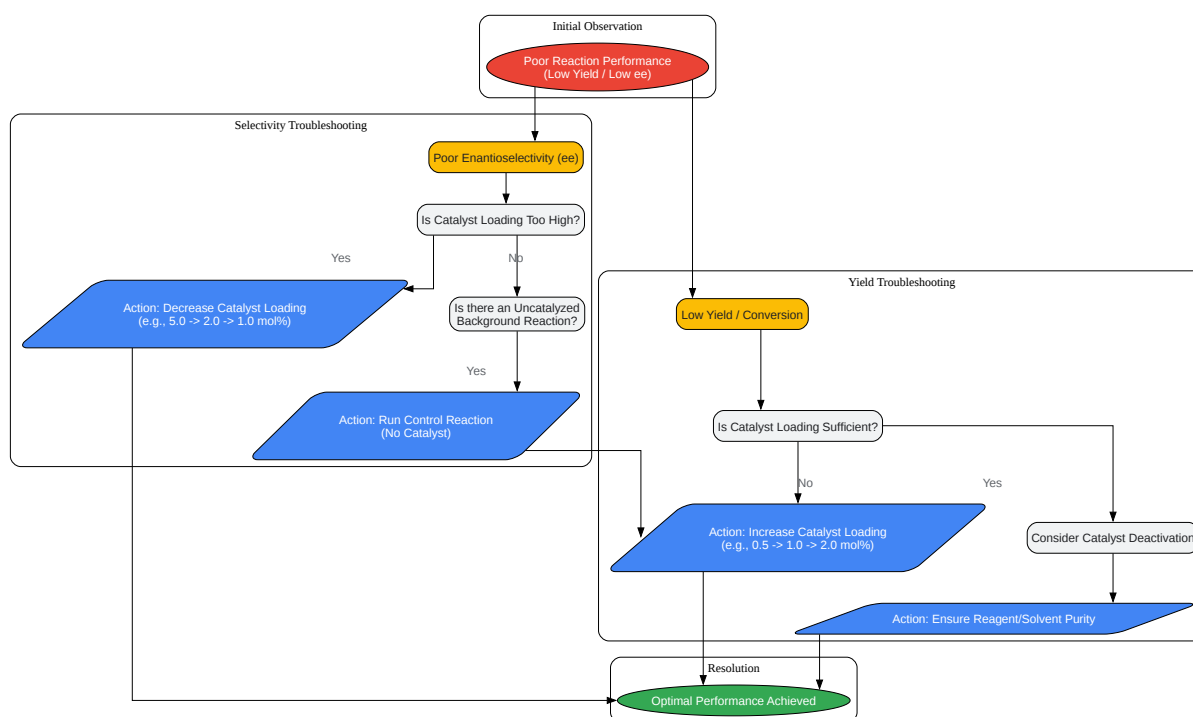 Initial Observation
Poor Reaction Performance
(Low Yield / Low ee)
Selectivity Troubleshooting
Poor Enantioselectivity (ee)
Is Catalyst Loading Too High?
Yes
No
Action: Decrease Catalyst Loading
(e.g., 5.0 -> 2.0 -> 1.0 mol%)
Is there an Uncatalyzed
Background Reaction?
Yes
Action: Run Control Reaction
(No Catalyst)
Yield Troubleshooting
Low Yield / Conversion
Is Catalyst Loading Sufficient?
No
Yes
Action: Increase Catalyst Loading
(e.g., 0.5 -> 1.0 -> 2.0 mol%)
Consider Catalyst Deactivation
Action: Ensure Reagent/Solvent Purity
Resolution
Optimal Performance Achieved